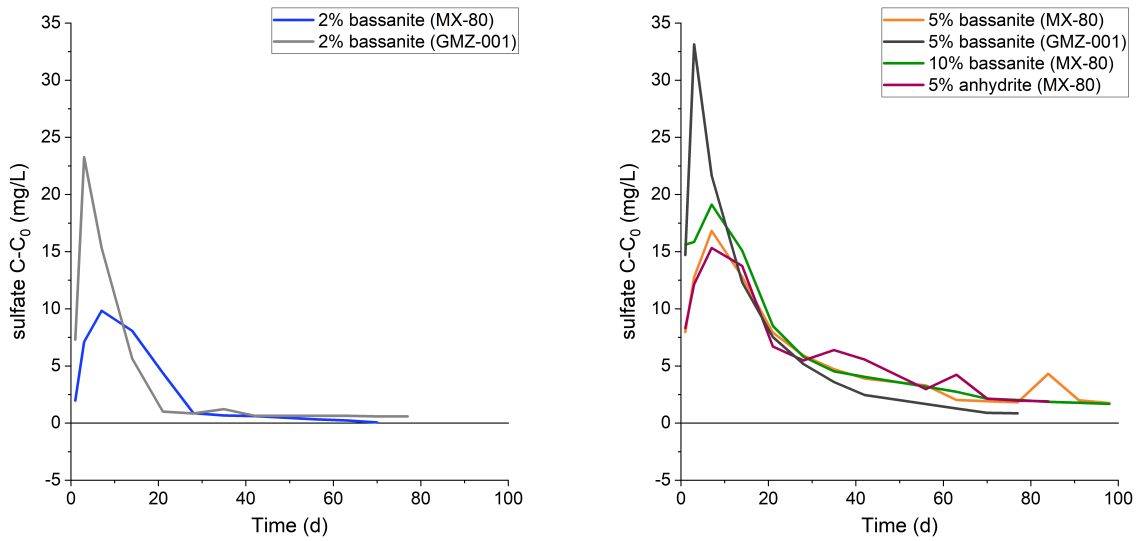 2% bassanite (MX-80)
2% bassanite (GMZ-001)
35
30
25
20
15
10
5
0
-5
sulfate C-C₀ (mg/L)
0 20 40 60 80 100
Time (d)
5% bassanite (MX-80)
5% bassanite (GMZ-001)
10% bassanite (MX-80)
5% anhydrite (MX-80)
35
30
25
20
15
10
5
0
-5
sulfate C-C₀ (mg/L)
0 20 40 60 80 100
Time (d)